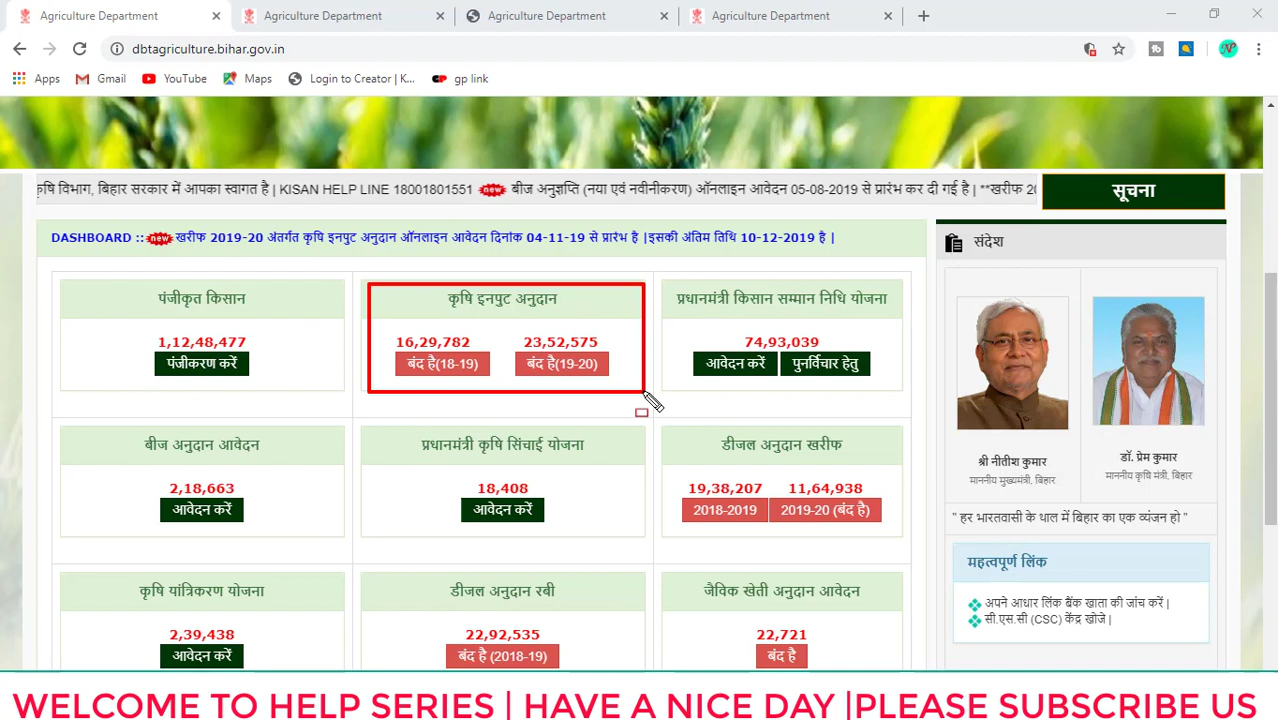 Agriculture Department
Agriculture Department
Agriculture Department
Agriculture Department
dbtagriculture.bihar.gov.in
Apps
Gmail
YouTube
Maps
Login to Creator | K...
gp link
कृषि विभाग, बिहार सरकार में आपका स्वागत है | KISAN HELP LINE 18001801551 new बीज अनुज्ञप्ति (नया एवं नवीनीकरण) ऑनलाइन आवेदन 05-08-2019 से प्रारंभ कर दी गई है | **खरीफ
सूचना
DASHBOARD :: new खरीफ 2019-20 अंतर्गत कृषि इनपुट अनुदान ऑनलाइन आवेदन दिनांक 04-11-19 से प्रारंभ है |इसकी अंतिम तिथि 10-12-2019 है |
संदेश
पंजीकृत किसान
कृषि इनपुट अनुदान
प्रधानमंत्री किसान सम्मान निधि योजना
1,12,48,477
16,29,782
23,52,575
74,93,039
पंजीकरण करें
बंद है(18-19)
बंद है(19-20)
आवेदन करें
पुनर्विचार हेतु
श्री नीतीश कुमार
माननीय मुख्यमंत्री, बिहार
डॉ. प्रेम कुमार
माननीय कृषि मंत्री, बिहार
बीज अनुदान आवेदन
प्रधानमंत्री कृषि सिंचाई योजना
डीजल अनुदान खरीफ
2,18,663
18,408
19,38,207
11,64,938
आवेदन करें
आवेदन करें
2018-2019
2019-20 (बंद है)
" हर भारतवासी के थाल में बिहार का एक व्यंजन हो "
महत्वपूर्ण लिंक
अपने आधार लिंक बैंक खाता की जांच करें |
सी.एस.सी (CSC) केंद्र खोजे |
कृषि यांत्रिकरण योजना
डीजल अनुदान रबी
जैविक खेती अनुदान आवेदन
2,39,438
22,92,535
22,721
आवेदन करें
बंद है (2018-19)
बंद है
WELCOME TO HELP SERIES | HAVE A NICE DAY |PLEASE SUBSCRIBE US